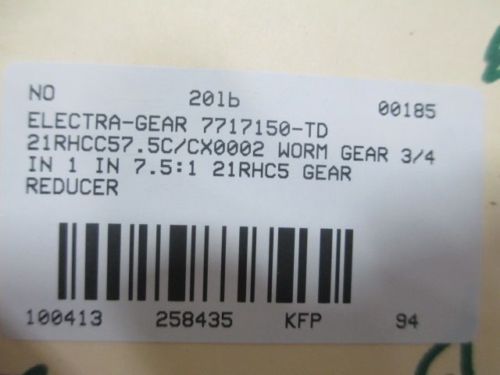 NO 20lb 00185
ELECTRA-GEAR 7717150-TD
21RHCC57.5C/CX0002 WORM GEAR 3/4
IN 1 IN 7.5:1 21RHC5 GEAR
REDUCER
100413 258435 KFP 94